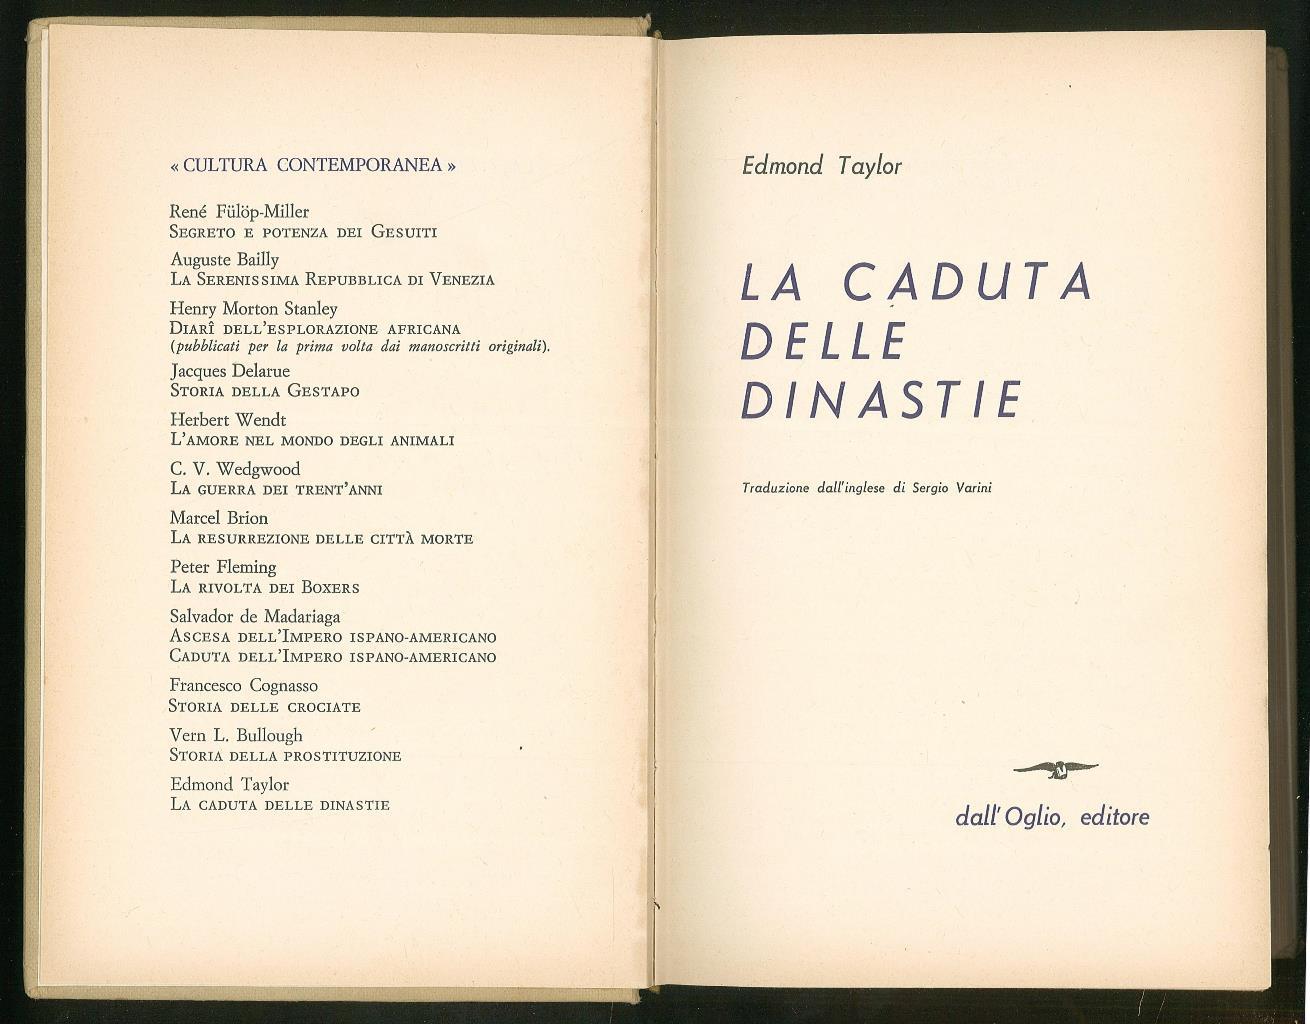 « CULTURA CONTEMPORANEA »
René Fülöp-Miller
SEGRETO E POTENZA DEI GESUITI
Auguste Bailly
LA SERENISSIMA REPUBBLICA DI VENEZIA
Henry Morton Stanley
DIARÎ DELL'ESPLORAZIONE AFRICANA
(pubblicati per la prima volta dai manoscritti originali).
Jacques Delarue
STORIA DELLA GESTAPO
Herbert Wendt
L'AMORE NEL MONDO DEGLI ANIMALI
C. V. Wedgwood
LA GUERRA DEI TRENT'ANNI
Marcel Brion
LA RESURREZIONE DELLE CITTÀ MORTE
Peter Fleming
LA RIVOLTA DEI BOXERS
Salvador de Madariaga
ASCESA DELL'IMPERO ISPANO-AMERICANO
CADUTA DELL'IMPERO ISPANO-AMERICANO
Francesco Cognasso
STORIA DELLE CROCIATE
Vern L. Bullough
STORIA DELLA PROSTITUZIONE
Edmond Taylor
LA CADUTA DELLE DINASTIE
Edmond Taylor
LA CADUTA
DELLE
DINASTIE
Traduzione dall'inglese di Sergio Varini
dall'Oglio, editore